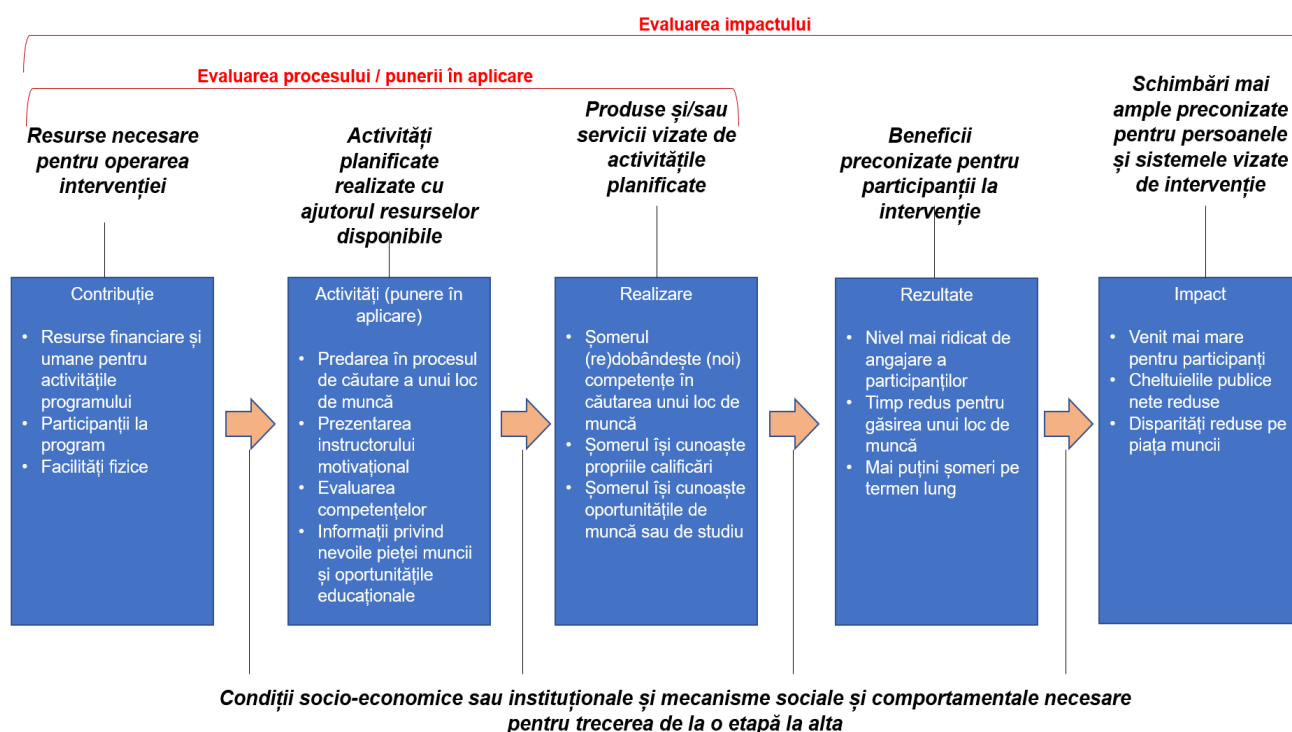 Evaluarea impactului
Evaluarea procesului / punerii în aplicare
Resurse necesare
pentru operarea
intervenției
Activități
planificate
realizate cu
ajutorul resurselor
disponibile
Produse și/sau
servicii vizate de
activitățile
planificate
Beneficii
preconizate pentru
participanții la
intervenție
Schimbări mai
ample preconizate
pentru persoanele
și sistemele vizate
de intervenție
Contribuție
• Resurse financiare și
umane pentru
activitățile
programului
• Participanții la
program
• Facilități fizice
Activități (punere în
aplicare)
• Predarea în procesul
de căutare a unui loc
de muncă
• Prezentarea
instructorului
motivațional
• Evaluarea
competențelor
• Informații privind
nevoile pieței muncii
și oportunitățile
educaționale
Realizare
• Șomerul
(re)dobândește (noi)
competențe în
căutarea unui loc de
muncă
• Șomerul își cunoaște
propriile calificări
• Șomerul își cunoaște
oportunitățile de
muncă sau de studiu
Rezultate
• Nivel mai ridicat de
angajare a
participanților
• Timp redus pentru
găsirea unui loc de
muncă
• Mai puțini șomeri pe
termen lung
Impact
• Venit mai mare
pentru participanți
• Cheltuielile publice
nete reduse
• Disparități reduse pe
piața muncii
Condiții socio-economice sau instituționale și mecanisme sociale și comportamentale necesare
pentru trecerea de la o etapă la alta